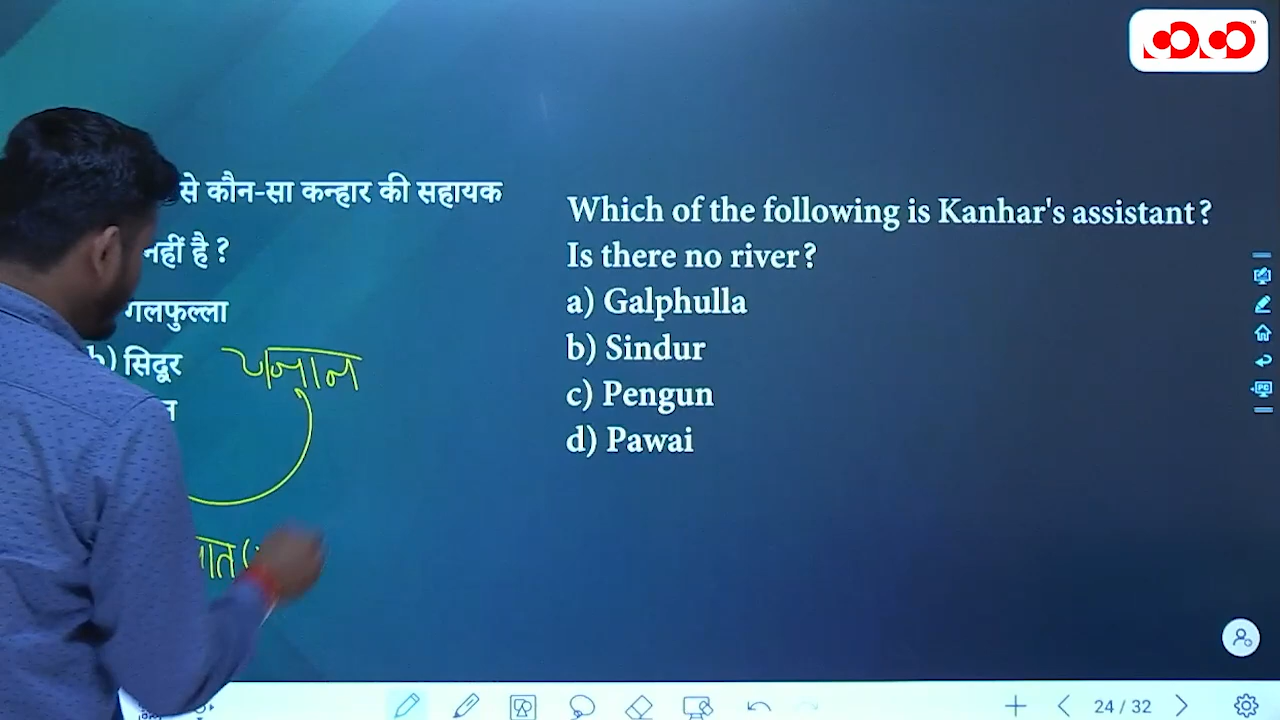 से कौन-सा कन्हार की सहायक
नहीं है ?
गलफुल्ला
b) सिंदूर
Which of the following is Kanhar's assistant?
Is there no river?
a) Galphulla
b) Sindur
c) Pengun
d) Pawai
24 / 32